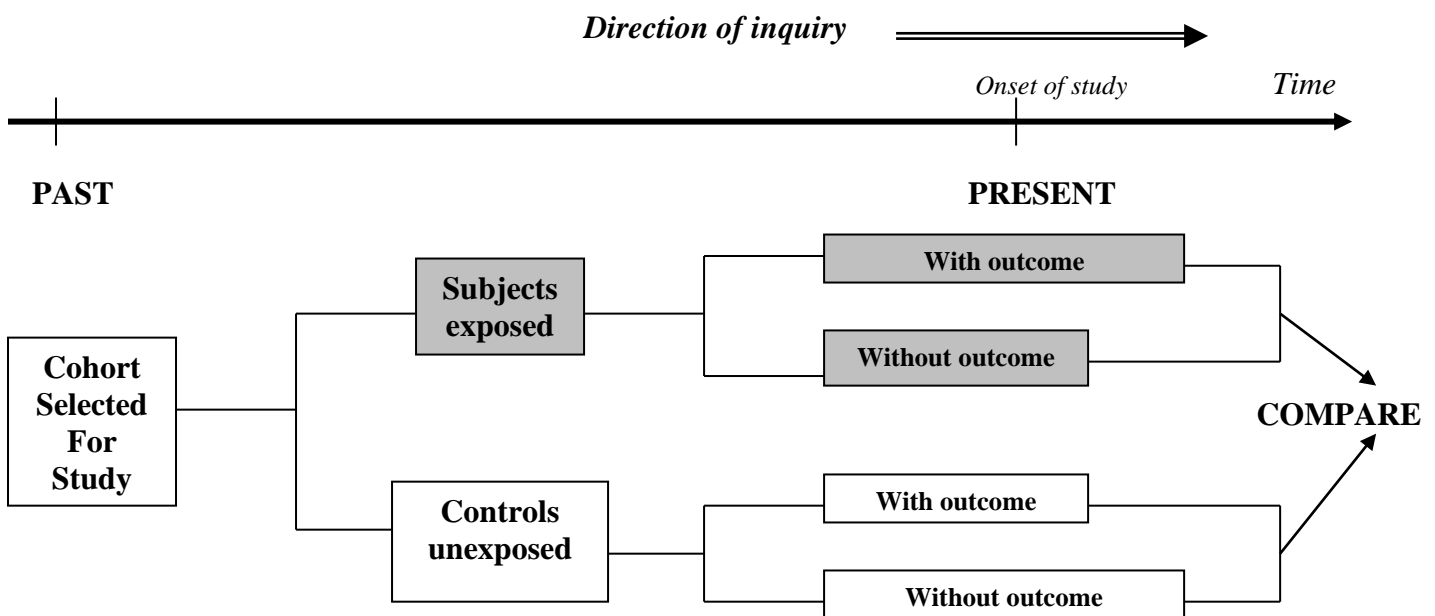 Direction of inquiry
Onset of study
Time
PAST
PRESENT
With outcome
Subjects
exposed
Without outcome
Cohort
Selected
For
Study
COMPARE
With outcome
Controls
unexposed
Without outcome